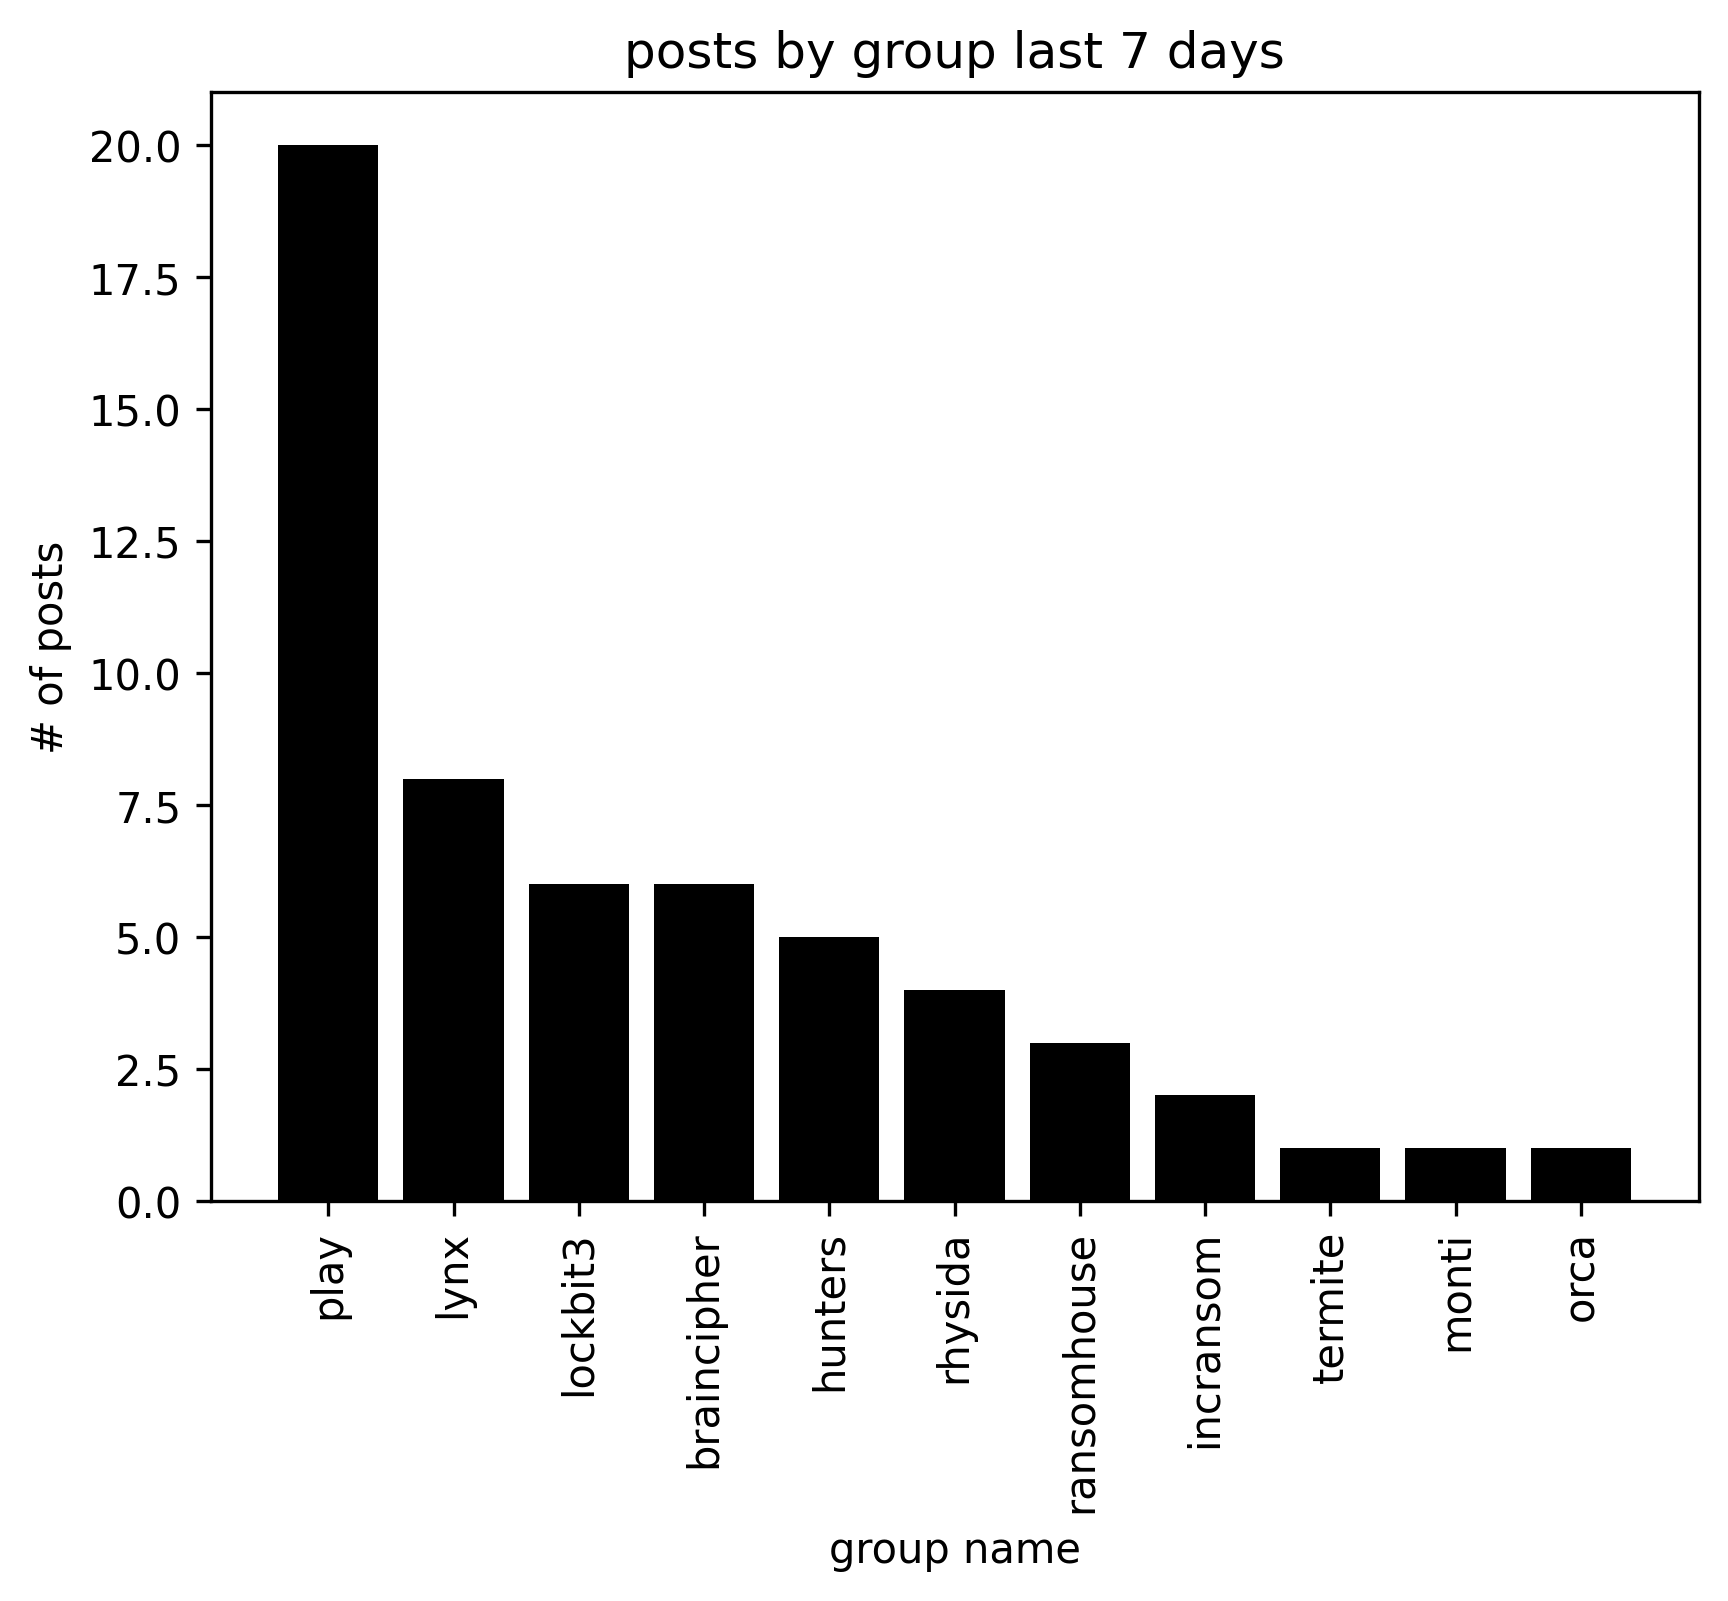 posts by group last 7 days
20.0
17.5
15.0
12.5
10.0
7.5
5.0
2.5
0.0
# of posts
play
lynx
lockbit3
braincipher
hunters
rhysida
ransomhouse
incransom
termite
monti
orca
group name